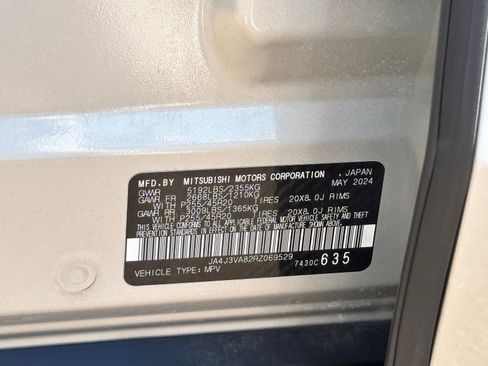 MFD.BY MITSUBISHI MOTORS CORPORATION , JAPAN
GVWR 5192LBS/2355KG MAY 2024
GAWR FR 2668LBS/1210KG
WITH P255/45R20 TIRES 20X8.0J RIMS
GAWR RR 3009LBS/1365KG
WITH P255/45R20 TIRES 20X8.0J RIMS
THIS VEHICLE CONFORMS TO ALL APPLICABLE FEDERAL MOTOR VEHICLE
SAFETY AND THEFT PREVENTION STANDARDS IN EFFECT ON THE DATE OF
MANUFACTURE SHOWN ABOVE.
JA4J3VA82RZ069529
VEHICLE TYPE: MPV 7430C 635